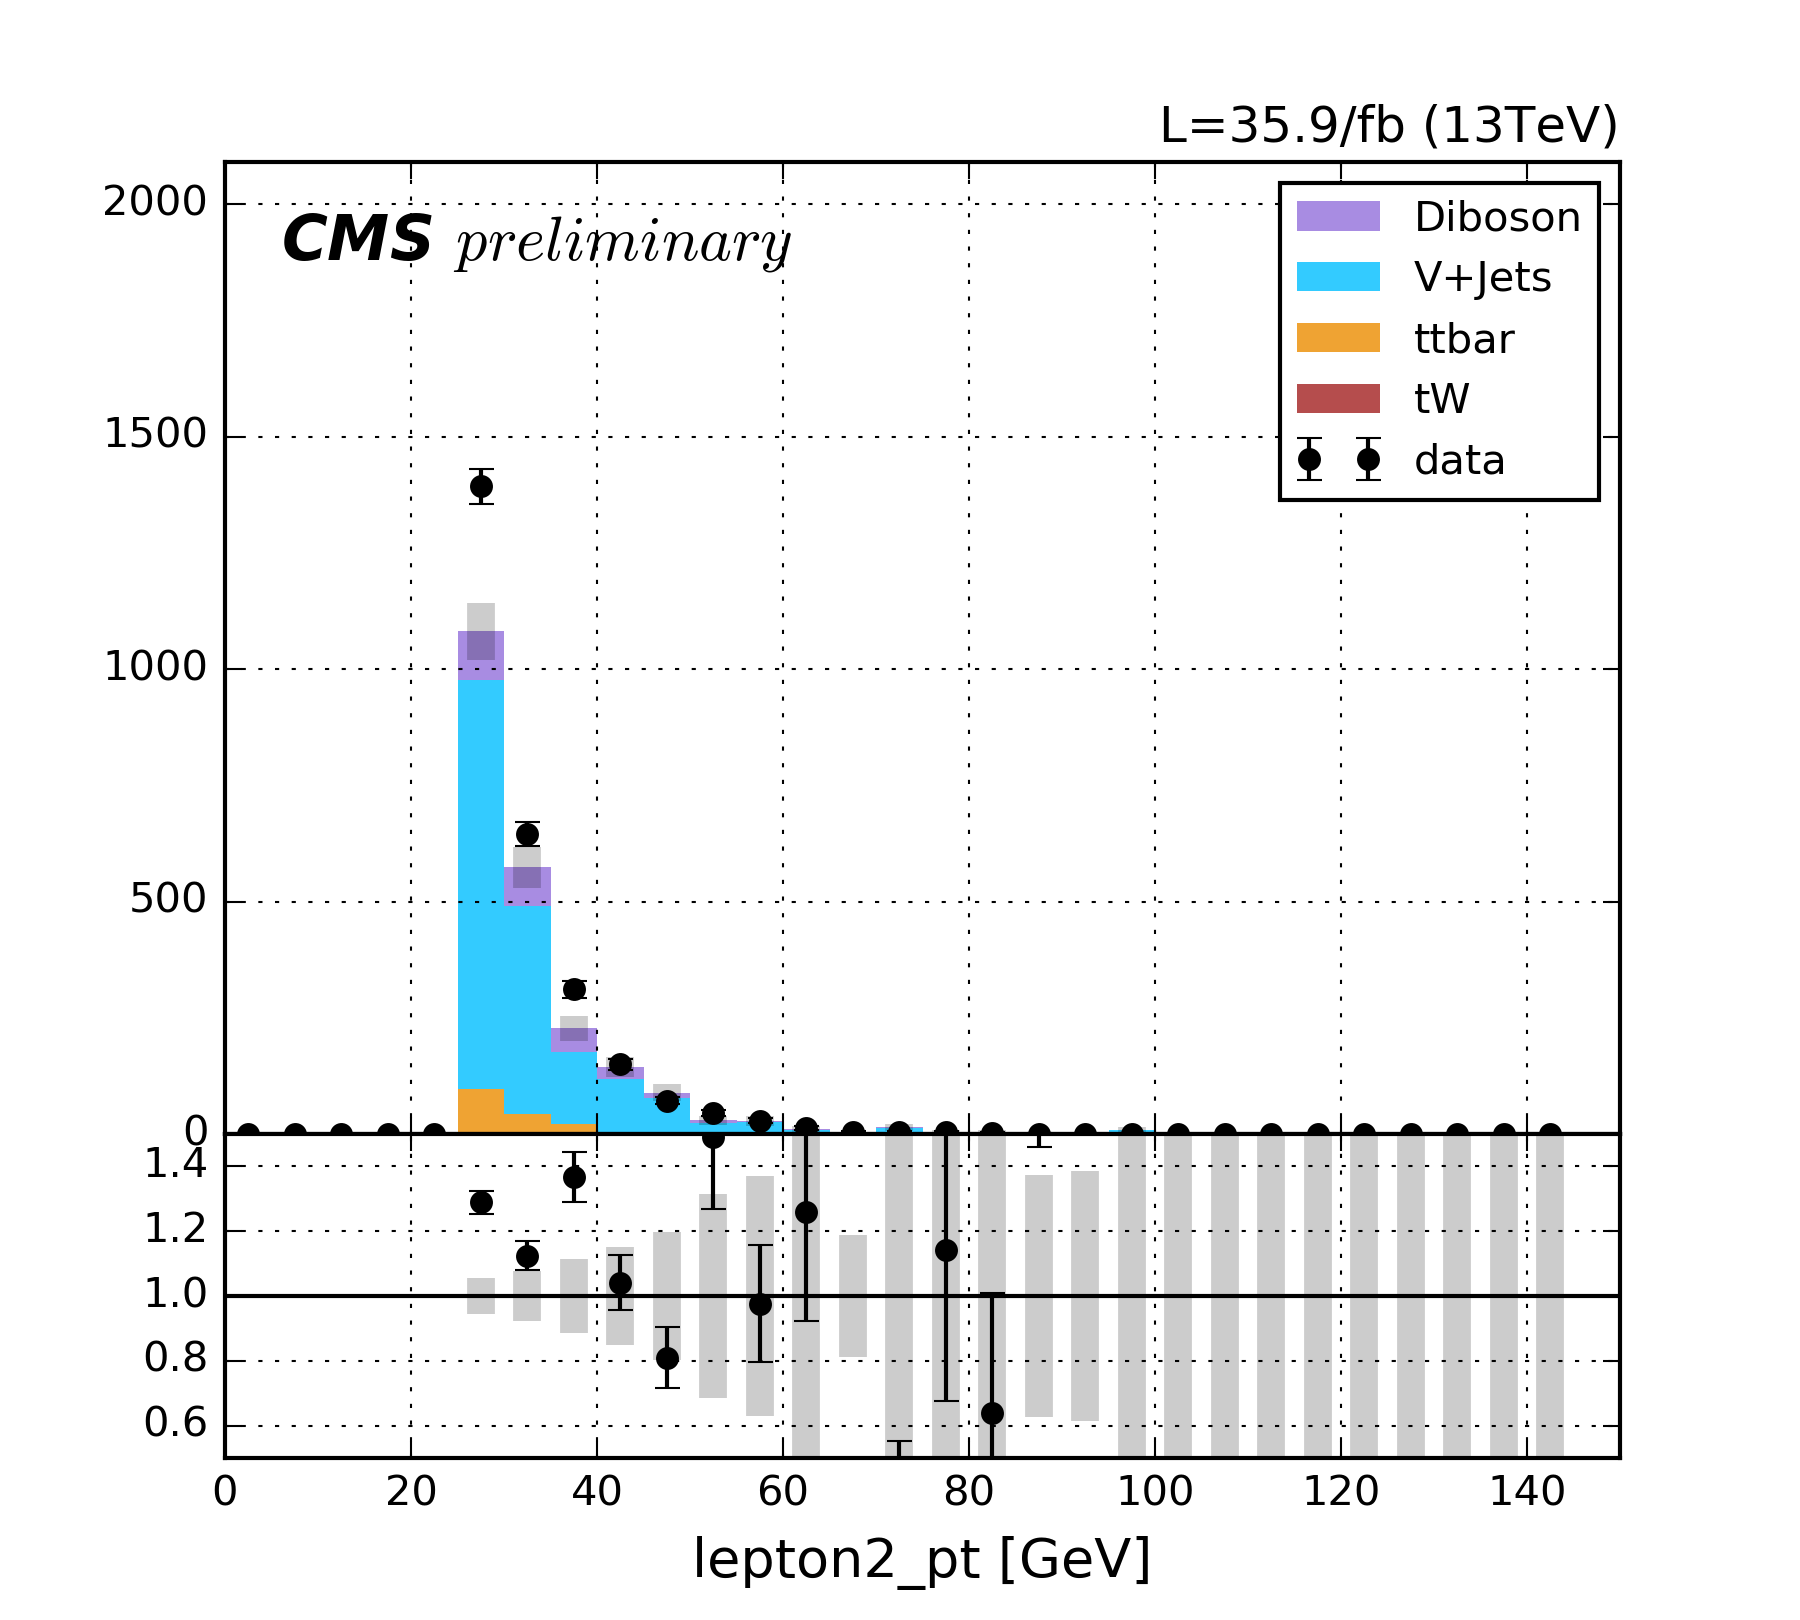 L=35.9/fb (13TeV)
CMS preliminary
Diboson
V+Jets
ttbar
tW
data
2000
1500
1000
500
0
1.4
1.2
1.0
0.8
0.6
0 20 40 60 80 100 120 140
lepton2_pt [GeV]